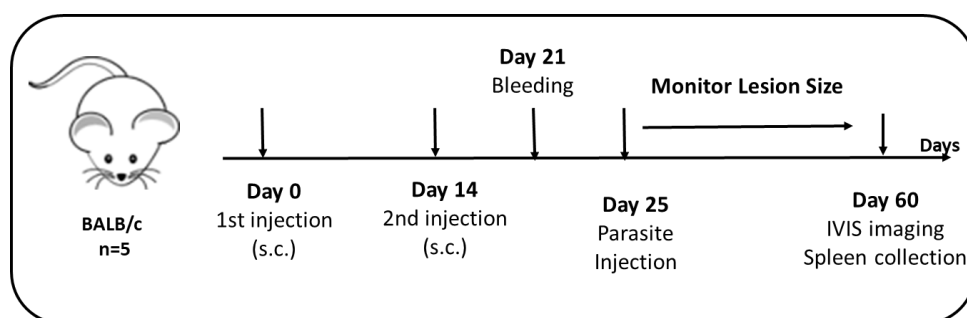 Day 21
Bleeding
Monitor Lesion Size
Days
BALB/c
n=5
Day 0
1st injection
(s.c.)
Day 14
2nd injection
(s.c.)
Day 25
Parasite
Injection
Day 60
IVIS imaging
Spleen collection